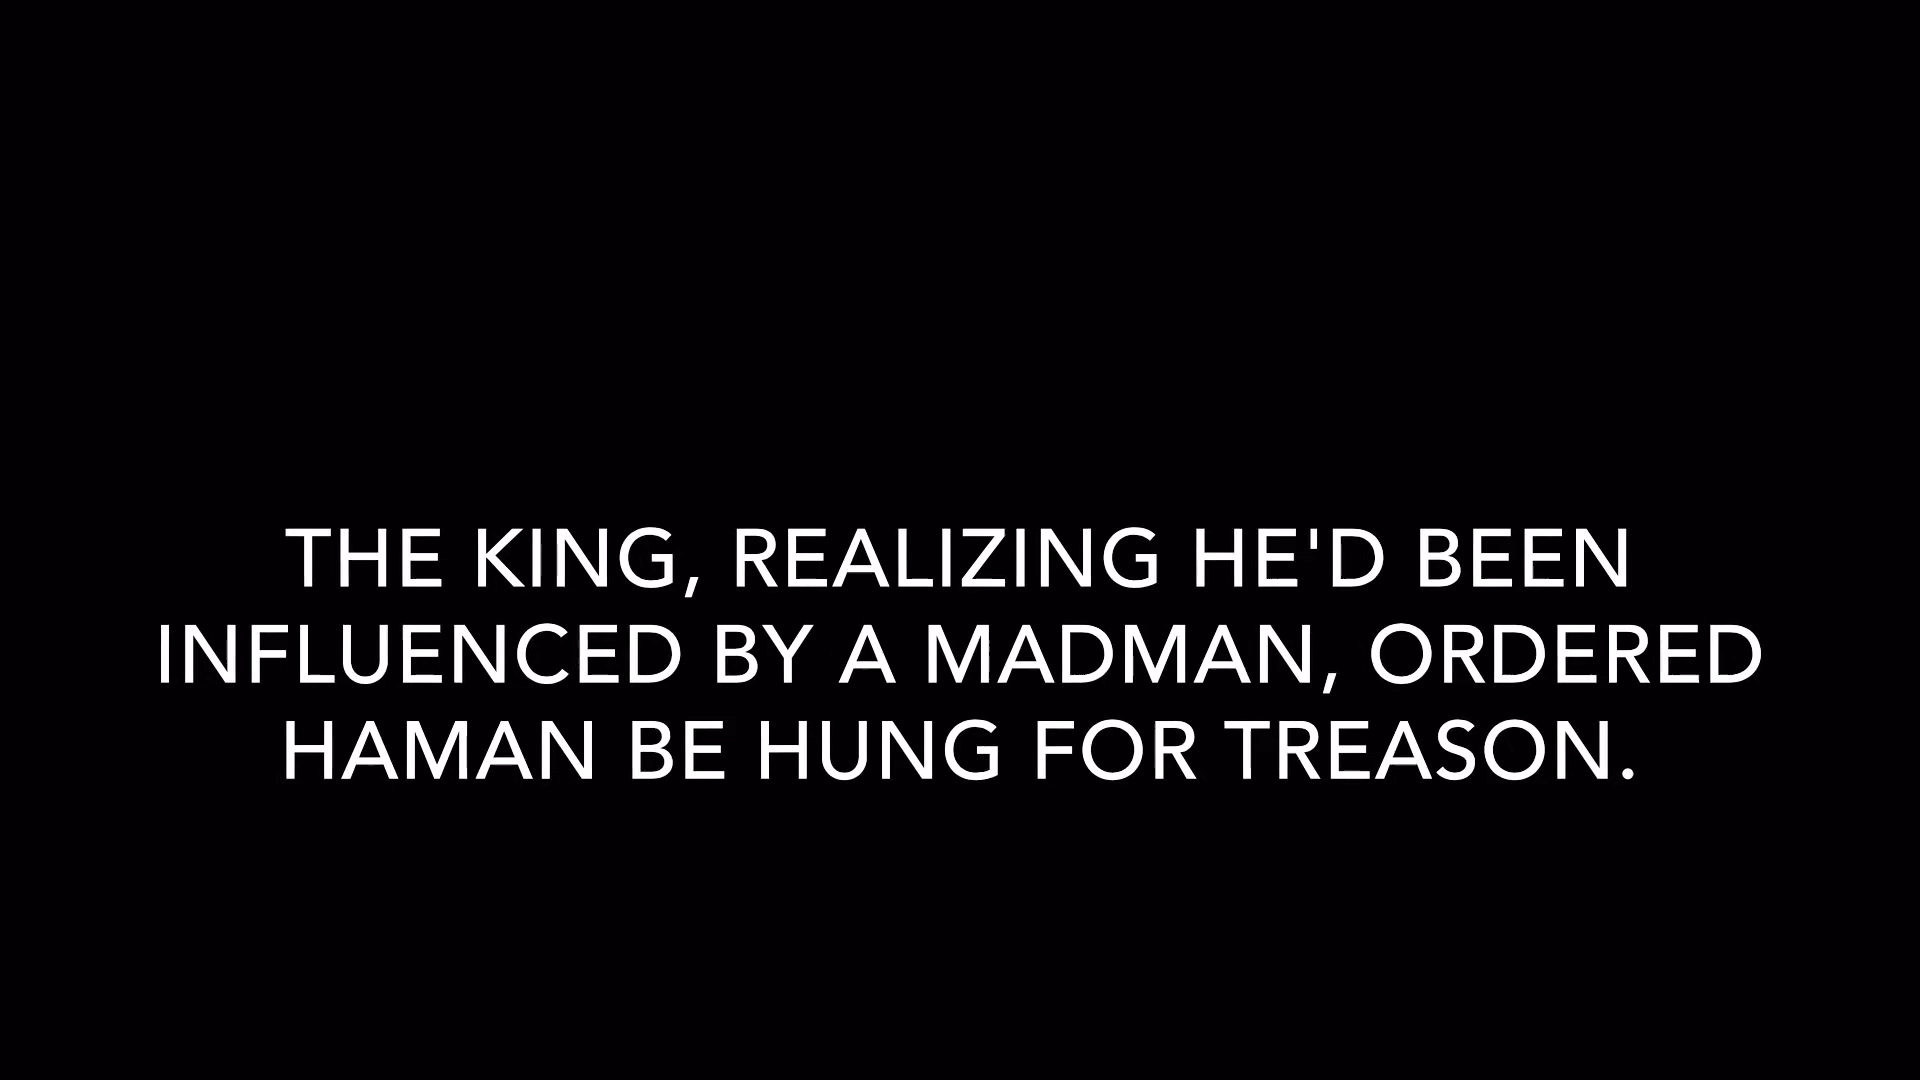 THE KING, REALIZING HE'D BEEN
INFLUENCED BY A MADMAN, ORDERED
HAMAN BE HUNG FOR TREASON.